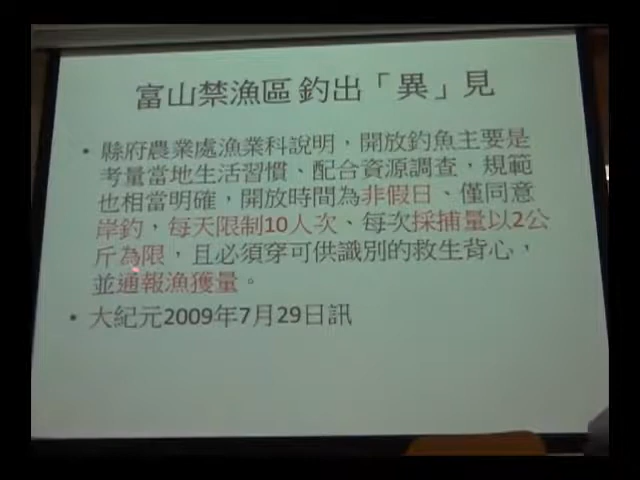 富山禁漁區 釣出「異」見
• 縣府農業處漁業科說明，開放釣魚主要是
考量當地生活習慣、配合資源調查，規範
也相當明確，開放時間為非假日、僅同意
岸釣，每天限制10人次、每次採捕量以2公
斤為限，且必須穿可供識別的救生背心，
並通報漁獲量。
• 大紀元2009年7月29日訊